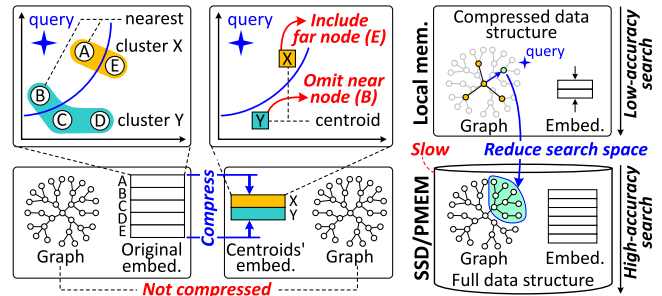 query
nearest
cluster X
A
E
B
C
D
cluster Y
query
Include
far node (E)
X
Omit near
node (B)
Y
centroid
A
B
C
D
E
Graph
Original
embed.
Compress
X
Y
Centroids'
embed.
Graph
Not compressed
Local mem.
Compressed data
structure
query
Graph
Embed.
Low-accuracy
search
Slow
Reduce search space
SSD/PMEM
Graph
Embed.
Full data structure
High-accuracy
search